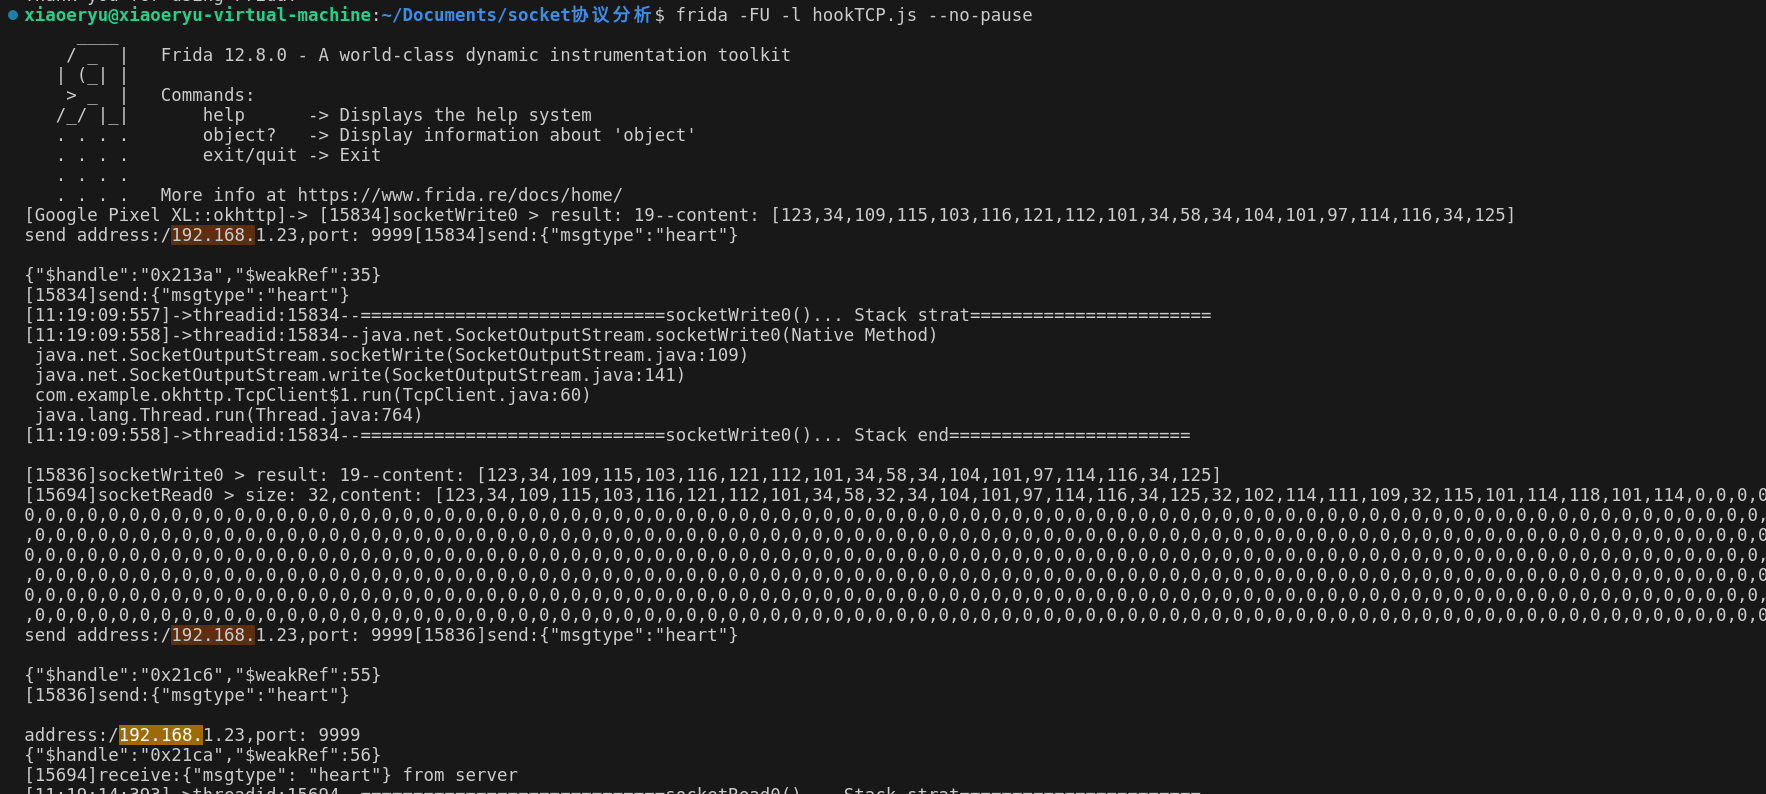 xiaoeryu@xiaoeryu-virtual-machine:~/Documents/socket协议分析$ frida -FU -l hookTCP.js --no-pause
     ____
    / _  |   Frida 12.8.0 - A world-class dynamic instrumentation toolkit
   | (_| |
    > _  |   Commands:
   /_/ |_|       help      -> Displays the help system
   . . . .       object?   -> Display information about 'object'
   . . . .       exit/quit -> Exit
   . . . .
   . . . .   More info at https://www.frida.re/docs/home/
[Google Pixel XL::okhttp]-> [15834]socketWrite0 > result: 19--content: [123,34,109,115,103,116,121,112,101,34,58,34,104,101,97,114,116,34,125]
send address:/192.168.1.23,port: 9999[15834]send:{"msgtype":"heart"}
{"$handle":"0x213a","$weakRef":35}
[15834]send:{"msgtype":"heart"}
[11:19:09:557]->threadid:15834--=============================socketWrite0()... Stack strat=======================
[11:19:09:558]->threadid:15834--java.net.SocketOutputStream.socketWrite0(Native Method)
 java.net.SocketOutputStream.socketWrite(SocketOutputStream.java:109)
 java.net.SocketOutputStream.write(SocketOutputStream.java:141)
 com.example.okhttp.TcpClient$1.run(TcpClient.java:60)
 java.lang.Thread.run(Thread.java:764)
[11:19:09:558]->threadid:15834--=============================socketWrite0()... Stack end=======================
[15836]socketWrite0 > result: 19--content: [123,34,109,115,103,116,121,112,101,34,58,34,104,101,97,114,116,34,125]
[15694]socketRead0 > size: 32,content: [123,34,109,115,103,116,121,112,101,34,58,32,34,104,101,97,114,116,34,125,32,102,114,111,109,32,115,101,114,118,101,114,0,0,0,0
0,0,0,0,0,0,0,0,0,0,0,0,0,0,0,0,0,0,0,0,0,0,0,0,0,0,0,0,0,0,0,0,0,0,0,0,0,0,0,0,0,0,0,0,0,0,0,0,0,0,0,0,0,0,0,0,0,0,0,0,0,0,0,0,0,0,0,0,0,0,0,0,0,0,0,0,0,0,0,0,0,0,0,
,0,0,0,0,0,0,0,0,0,0,0,0,0,0,0,0,0,0,0,0,0,0,0,0,0,0,0,0,0,0,0,0,0,0,0,0,0,0,0,0,0,0,0,0,0,0,0,0,0,0,0,0,0,0,0,0,0,0,0,0,0,0,0,0,0,0,0,0,0,0,0,0,0,0,0,0,0,0,0,0,0,0,0
0,0,0,0,0,0,0,0,0,0,0,0,0,0,0,0,0,0,0,0,0,0,0,0,0,0,0,0,0,0,0,0,0,0,0,0,0,0,0,0,0,0,0,0,0,0,0,0,0,0,0,0,0,0,0,0,0,0,0,0,0,0,0,0,0,0,0,0,0,0,0,0,0,0,0,0,0,0,0,0,0,0,0,
,0,0,0,0,0,0,0,0,0,0,0,0,0,0,0,0,0,0,0,0,0,0,0,0,0,0,0,0,0,0,0,0,0,0,0,0,0,0,0,0,0,0,0,0,0,0,0,0,0,0,0,0,0,0,0,0,0,0,0,0,0,0,0,0,0,0,0,0,0,0,0,0,0,0,0,0,0,0,0,0,0,0,0
0,0,0,0,0,0,0,0,0,0,0,0,0,0,0,0,0,0,0,0,0,0,0,0,0,0,0,0,0,0,0,0,0,0,0,0,0,0,0,0,0,0,0,0,0,0,0,0,0,0,0,0,0,0,0,0,0,0,0,0,0,0,0,0,0,0,0,0,0,0,0,0,0,0,0,0,0,0,0,0,0,0,0,
,0,0,0,0,0,0,0,0,0,0,0,0,0,0,0,0,0,0,0,0,0,0,0,0,0,0,0,0,0,0,0,0,0,0,0,0,0,0,0,0,0,0,0,0,0,0,0,0,0,0,0,0,0,0,0,0,0,0,0,0,0,0,0,0,0,0,0,0,0,0,0,0,0,0,0,0,0,0,0,0,0,0,0
send address:/192.168.1.23,port: 9999[15836]send:{"msgtype":"heart"}
{"$handle":"0x21c6","$weakRef":55}
[15836]send:{"msgtype":"heart"}
address:/192.168.1.23,port: 9999
{"$handle":"0x21ca","$weakRef":56}
[15694]receive:{"msgtype": "heart"} from server
[11:19:14:393]->threadid:15694--=============================socketRead0()... Stack strat=======================